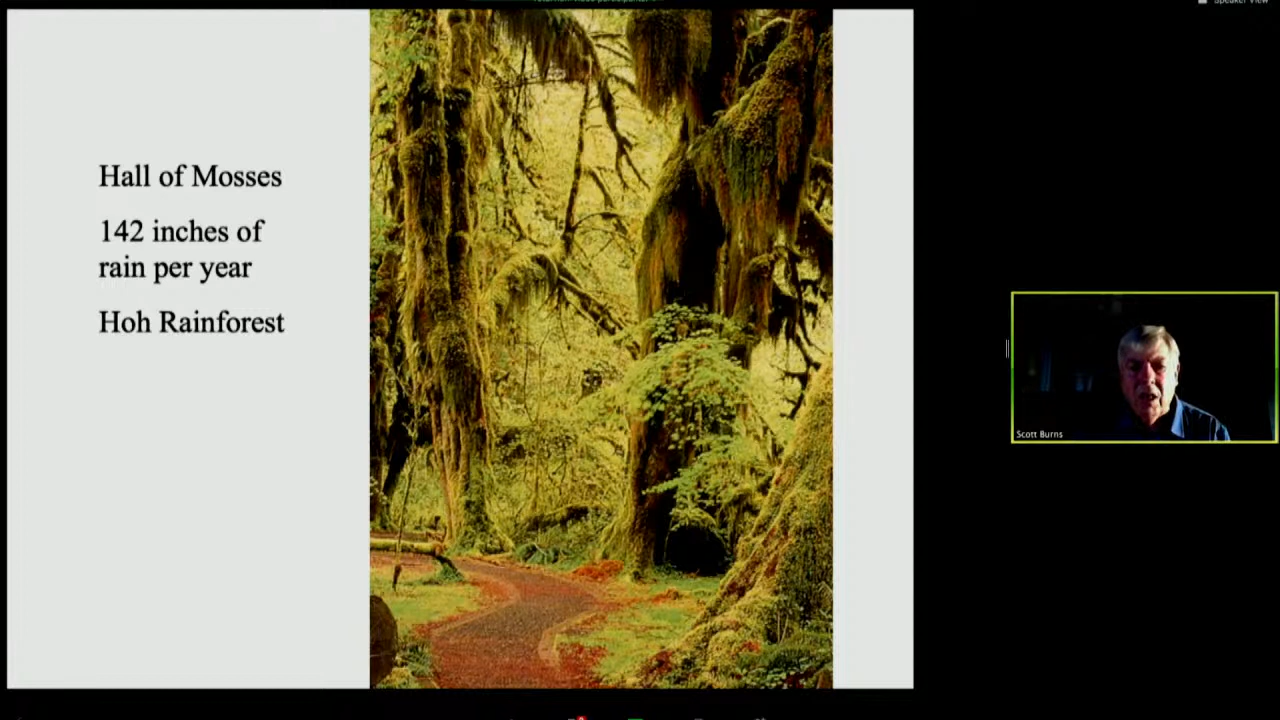 Speaker View
Hall of Mosses
142 inches of
rain per year
Hoh Rainforest
Scott Burns